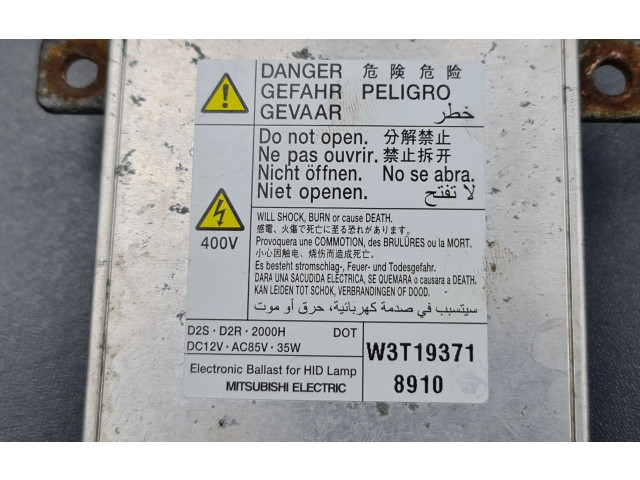 DANGER 危険 危险
GEFAHR PELIGRO
GEVAAR خطر
Do not open. 分解禁止
Ne pas ouvrir. 禁止拆开
Nicht öffnen. No se abra.
Niet openen. لا تفتح
400V
WILL SHOCK, BURN or cause DEATH.
感電、火傷で死亡に至る恐れがあります。
Provoquera une COMMOTION, des BRULÛRES ou la MORT.
小心因触电、烧伤而造成死亡。
Es besteht stromschlag-, Feuer- und Todesgefahr.
DARA UNA SACUDIDA ELECTRICA, SE QUEMARA o causara a DEATH.
KAN LEIDEN TOT SCHOK, VERBRANDINGEN OF DOOD.
سيتسبب في صدمة كهربائية، حرق أو موت
D2S · D2R · 2000H DOT
DC12V · AC85V · 35W
W3T19371
8910
Electronic Ballast for HID Lamp
MITSUBISHI ELECTRIC